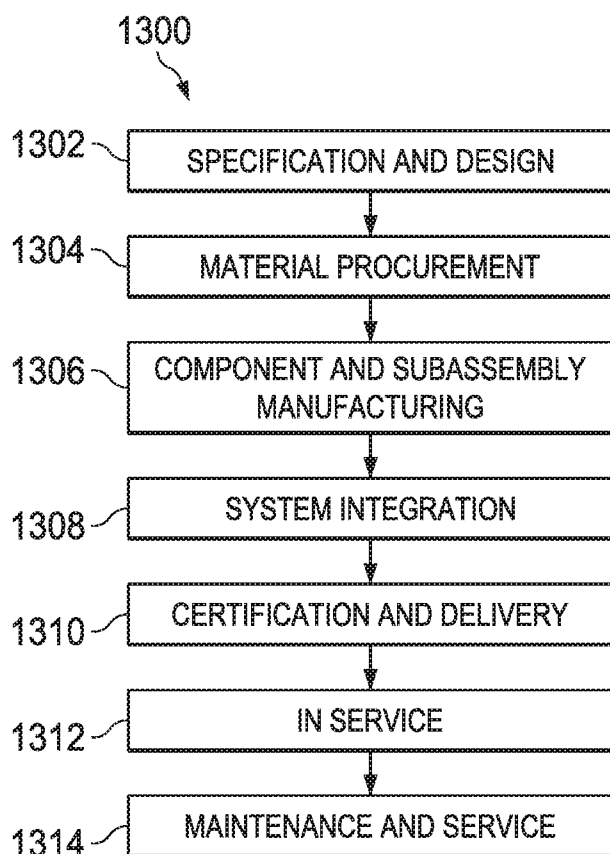 1300
1302
SPECIFICATION AND DESIGN
1304
MATERIAL PROCUREMENT
1306
COMPONENT AND SUBASSEMBLY
MANUFACTURING
1308
SYSTEM INTEGRATION
1310
CERTIFICATION AND DELIVERY
1312
IN SERVICE
1314
MAINTENANCE AND SERVICE